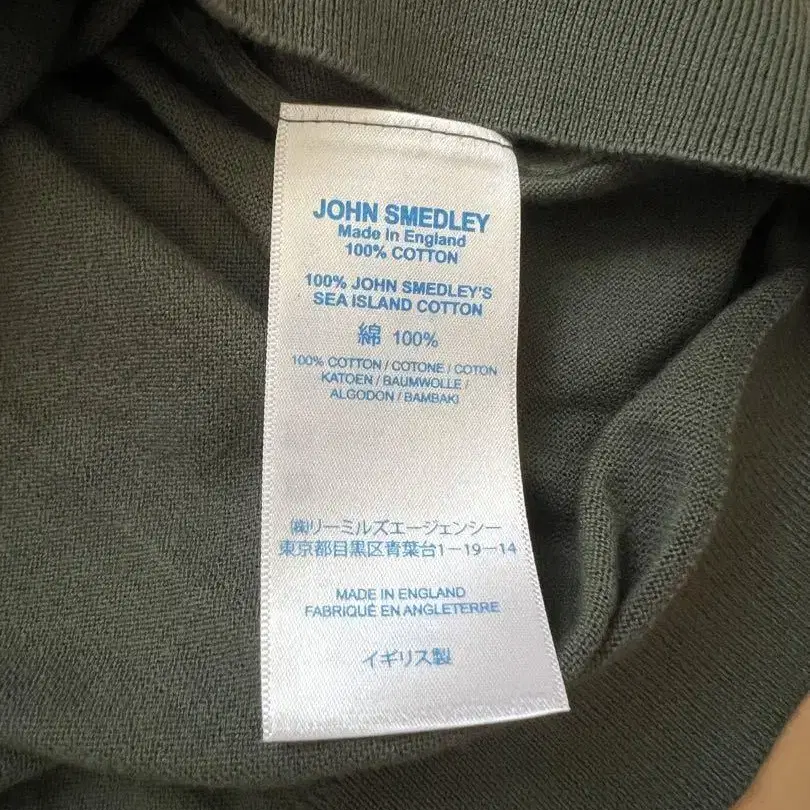 JOHN SMEDLEY
Made in England
100% COTTON
100% JOHN SMEDLEY'S
SEA ISLAND COTTON
綿 100%
100% COTTON / COTONE / COTON
KATOEN / BAUMWOLLE /
ALGODON / BAMBAKI
㈱リーミルズエージェンシー
東京都目黒区青葉台1-19-14
MADE IN ENGLAND
FABRIQUÉ EN ANGLETERRE
イギリス製